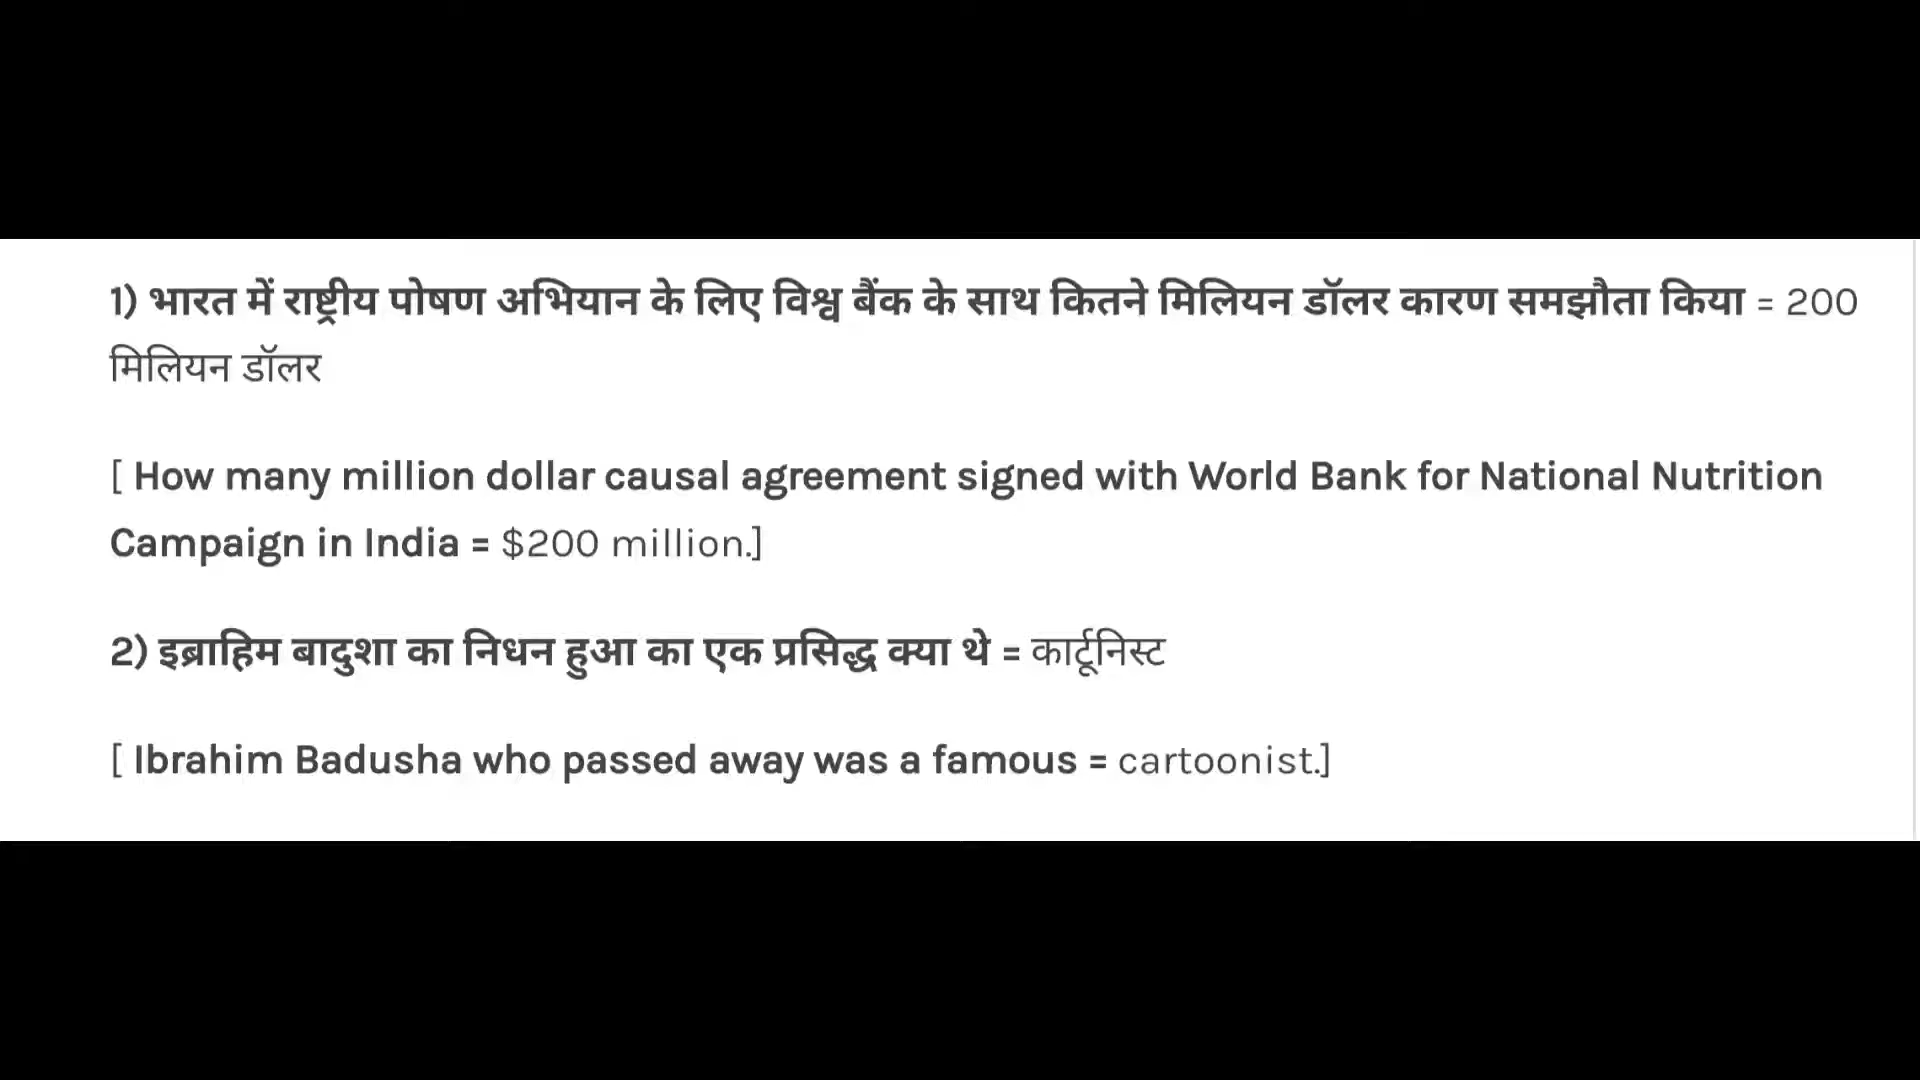 1) भारत में राष्ट्रीय पोषण अभियान के लिए विश्व बैंक के साथ कितने मिलियन डॉलर कारण समझौता किया = 200
मिलियन डॉलर
[ How many million dollar causal agreement signed with World Bank for National Nutrition
Campaign in India = $200 million.]
2) इब्राहिम बादुशा का निधन हुआ का एक प्रसिद्ध क्या थे = कार्टूनिस्ट
[ Ibrahim Badusha who passed away was a famous = cartoonist.]